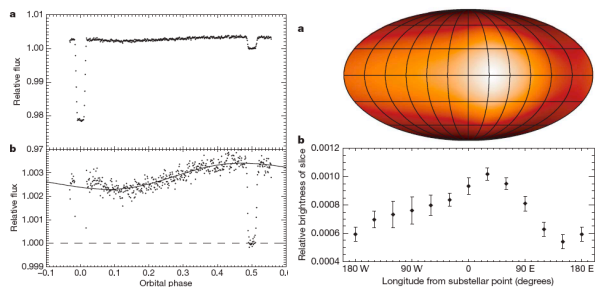 a
1.01
1.00
0.99
0.98
0.97
Relative flux
b
1.003
1.002
1.001
1.000
0.999
Relative flux
–0.1 0.0 0.1 0.2 0.3 0.4 0.5 0.6
Orbital phase
a
b
0.0012
0.0010
0.0008
0.0006
0.0004
Relative brightness of slice
180 W 90 W 0 90 E 180 E
Longitude from substellar point (degrees)